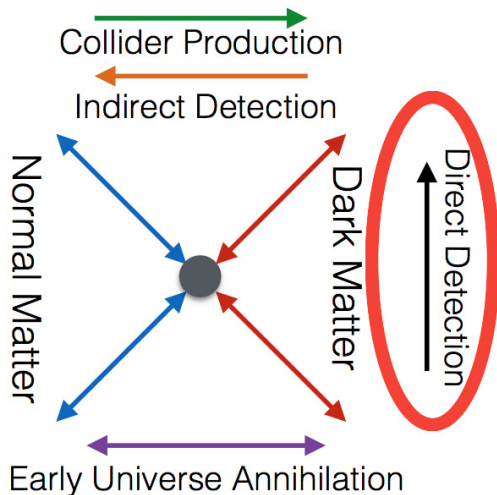 Collider Production
Indirect Detection
Normal Matter
Dark Matter
Direct Detection
Early Universe Annihilation